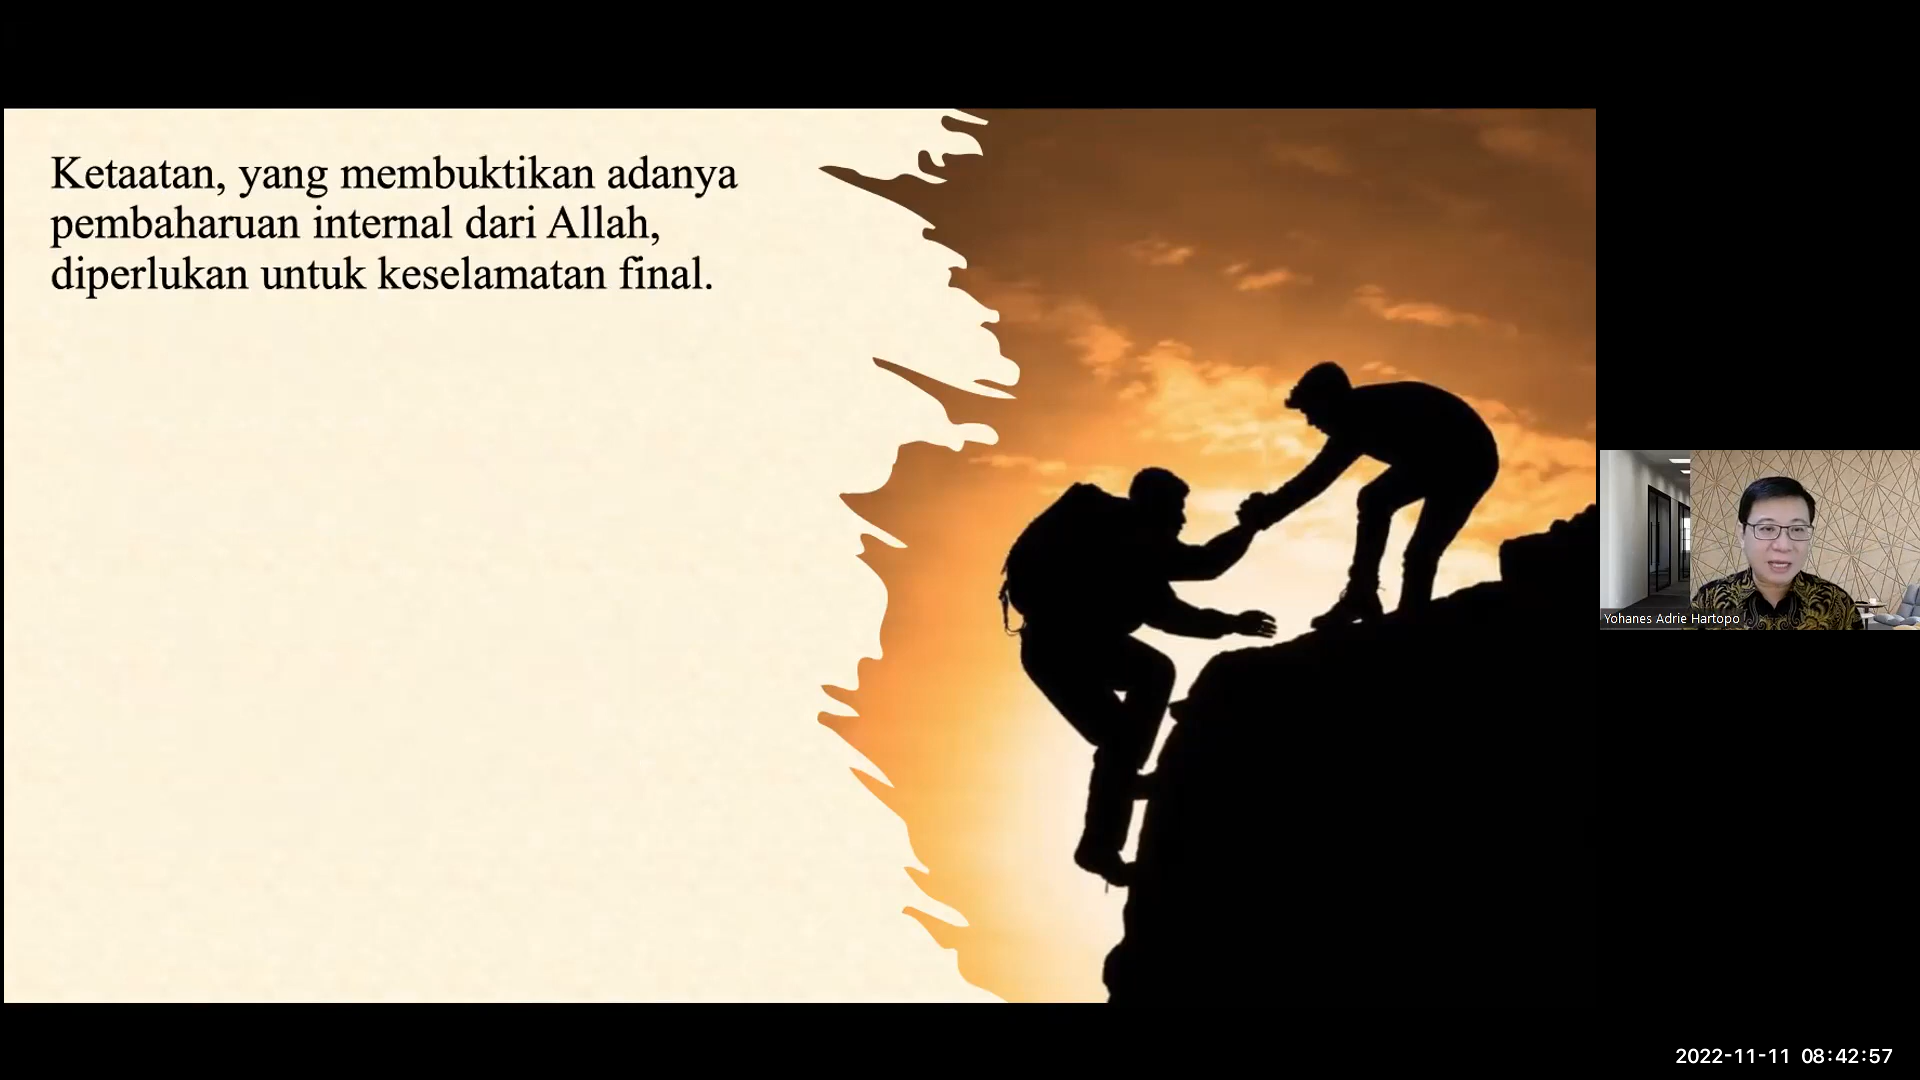 Ketaatan, yang membuktikan adanya
pembaharuan internal dari Allah,
diperlukan untuk keselamatan final.
Yohanes Adrie Hartopo
2022-11-11 08:42:57